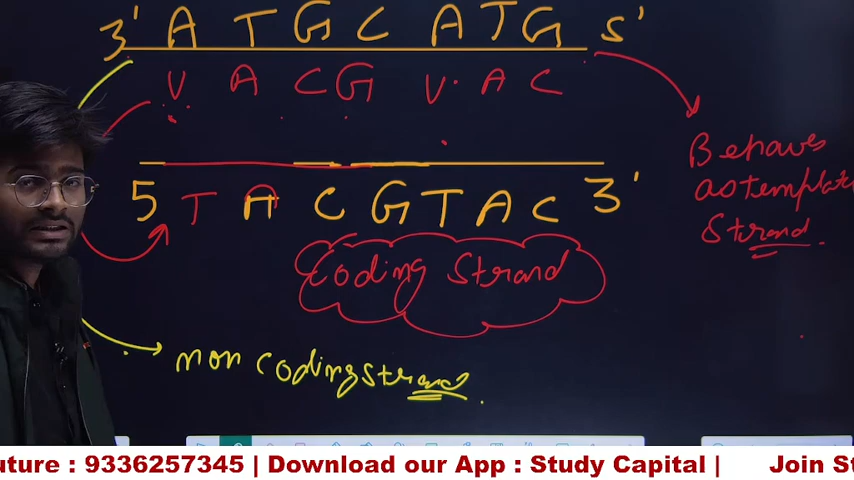 3' A T G C A T G 5'
U A C G U A C
5 T A C G T A C 3'
Behaves
as template
Strand
Coding Strand
non coding strand.
uture : 9336257345 | Download our App : Study Capital | Join St